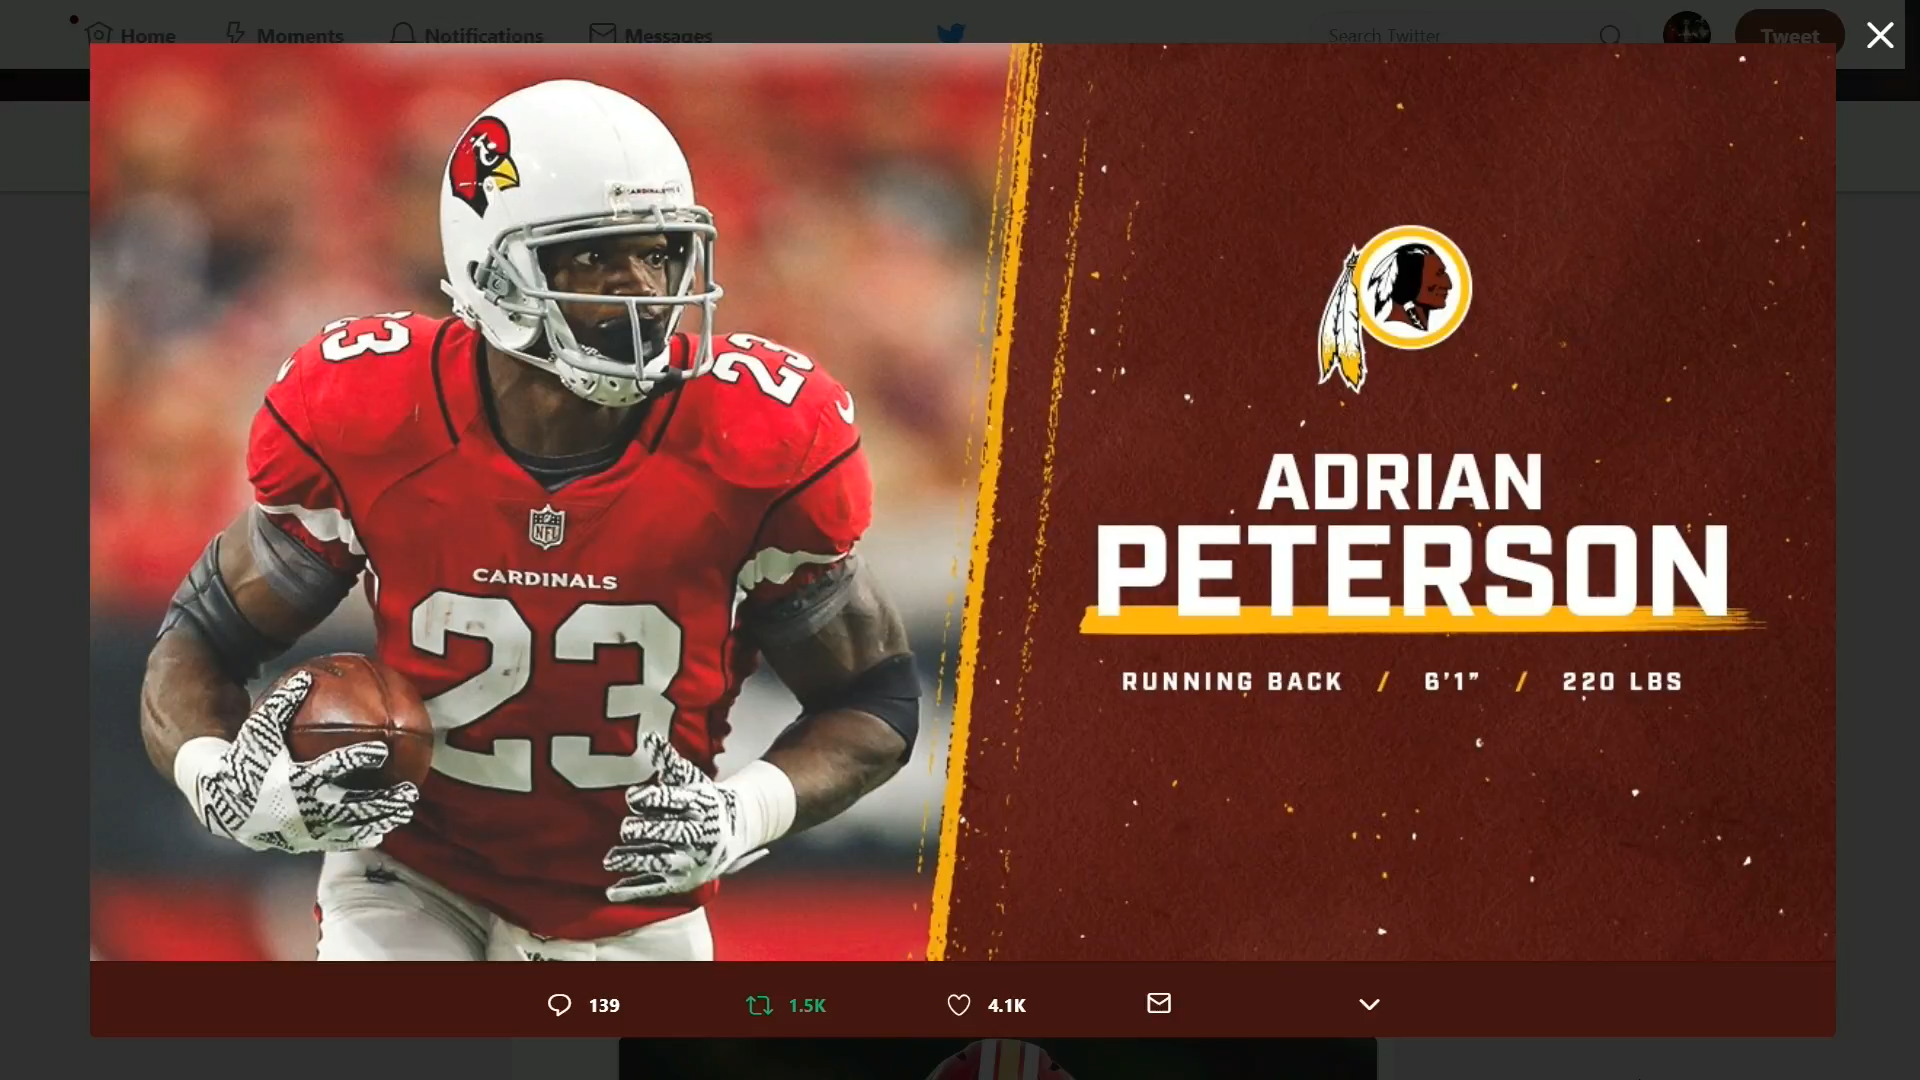 Home
Moments
Notifications
Messages
Search Twitter
Tweet
CARDINALS
23
23
NFL
CARDINALS
23
ADRIAN
PETERSON
RUNNING BACK / 6'1" / 220 LBS
139
1.5K
4.1K